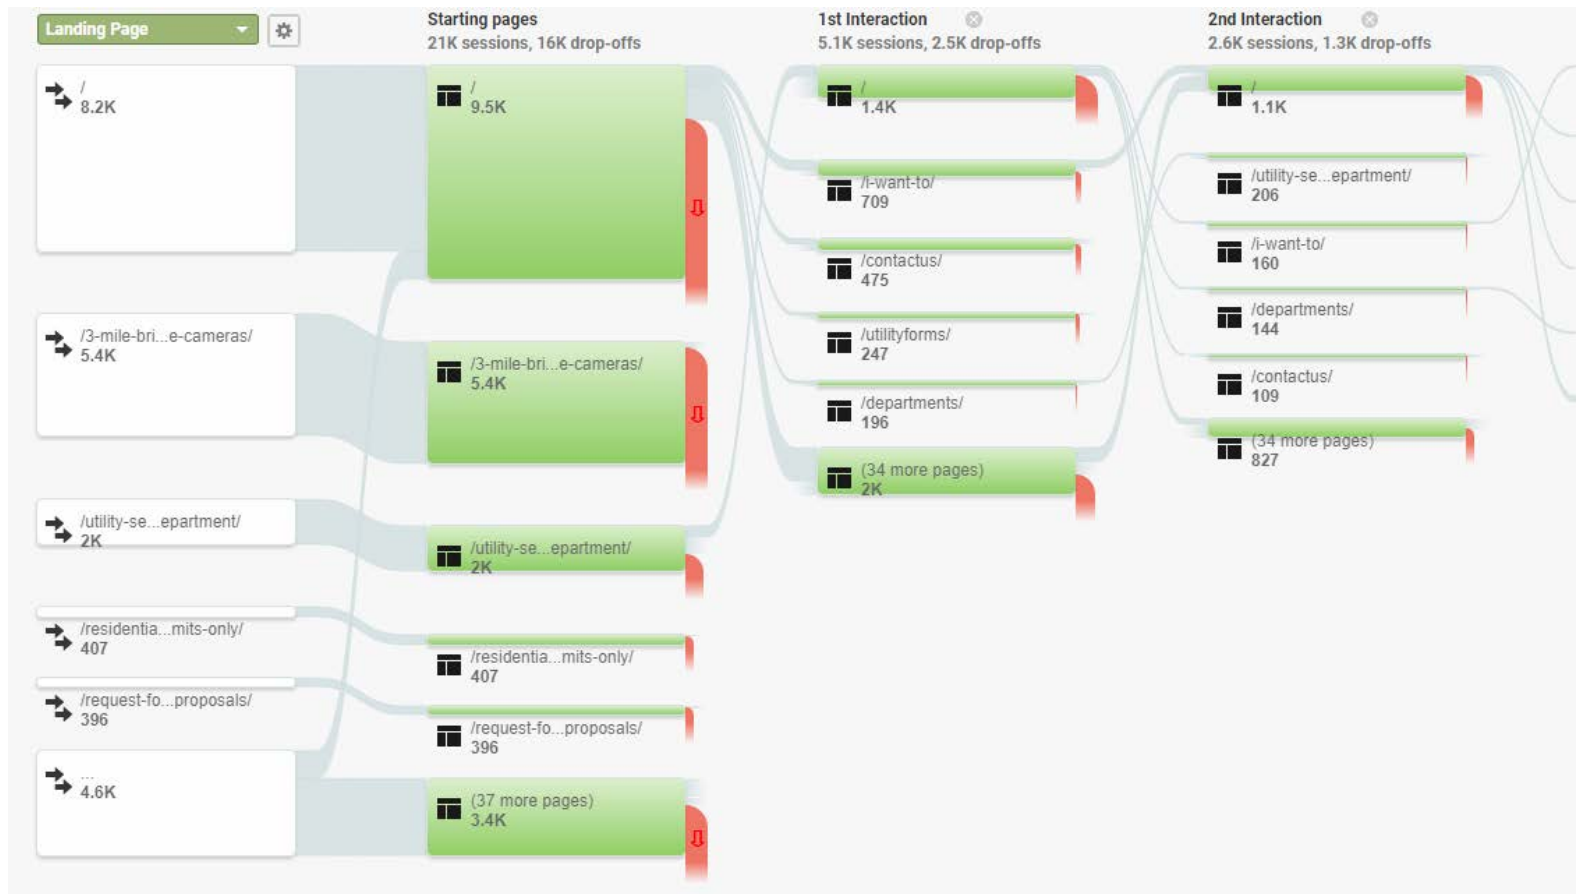 Landing Page
Starting pages
21K sessions, 16K drop-offs
1st Interaction
5.1K sessions, 2.5K drop-offs
2nd Interaction
2.6K sessions, 1.3K drop-offs
/
8.2K
/3-mile-bri...e-cameras/
5.4K
/utility-se...epartment/
2K
/residentia...mits-only/
407
/request-fo...proposals/
396
...
4.6K
/
9.5K
/3-mile-bri...e-cameras/
5.4K
/utility-se...epartment/
2K
/residentia...mits-only/
407
/request-fo...proposals/
396
(37 more pages)
3.4K
/
1.4K
/i-want-to/
709
/contactus/
475
/utilityforms/
247
/departments/
196
(34 more pages)
2K
/
1.1K
/utility-se...epartment/
206
/i-want-to/
160
/departments/
144
/contactus/
109
(34 more pages)
827